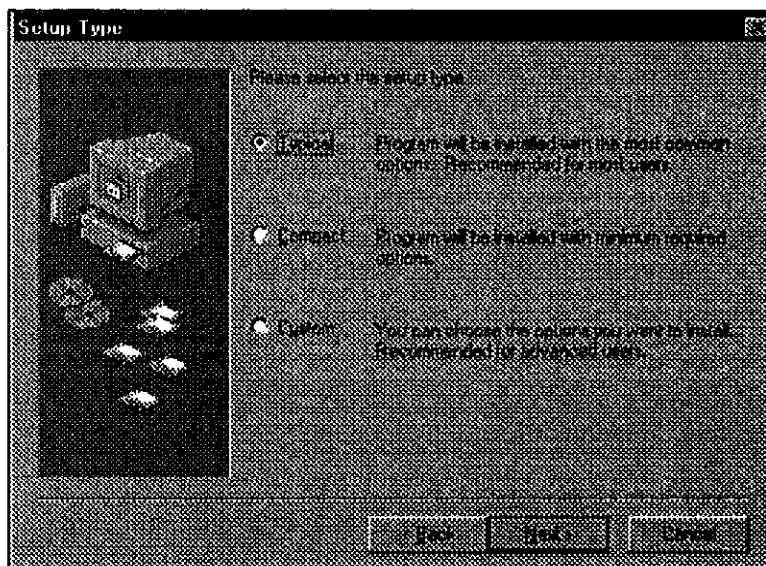 Setup Type
Please select the setup type.
Typical Program will be installed with the most common
options. Recommended for most users.
Compact Program will be installed with minimum required
options.
Custom You can choose the options you want to install.
Recommended for advanced users.
Back Next > Cancel